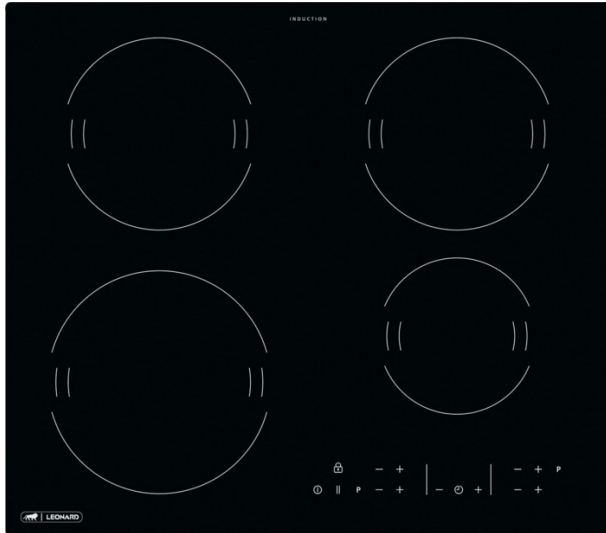 INDUCTION
− + − + P
P − + − + − +
LEONARD